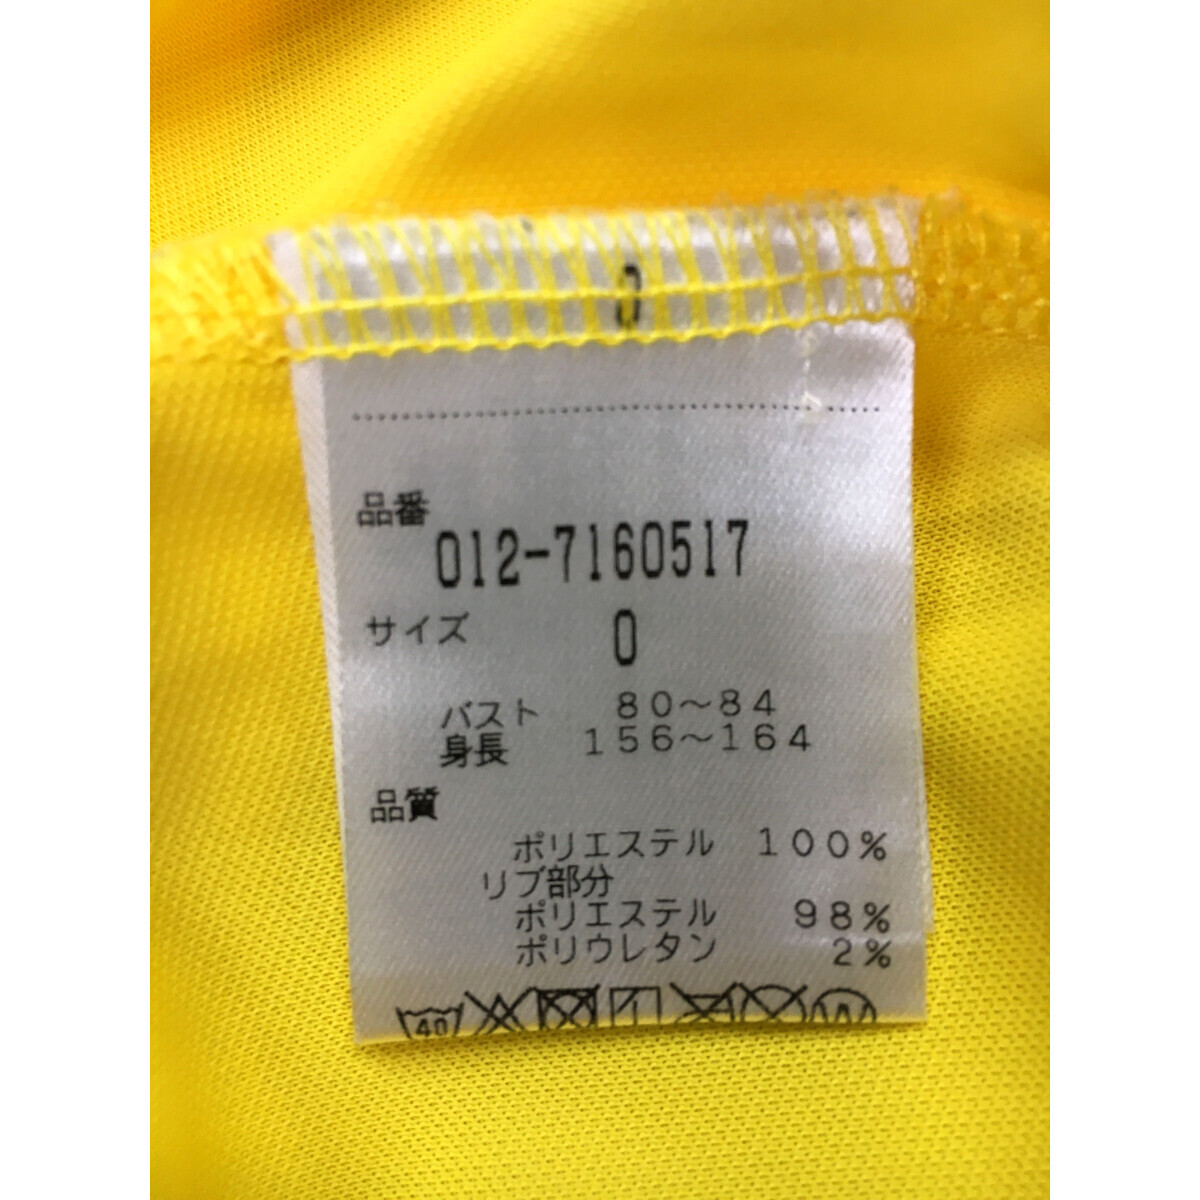 0
品番
012-7160517
サイズ 0
バスト 80～84
身長 156～164
品質
ポリエステル 100%
リブ部分
ポリエステル 98%
ポリウレタン 2%
40 W